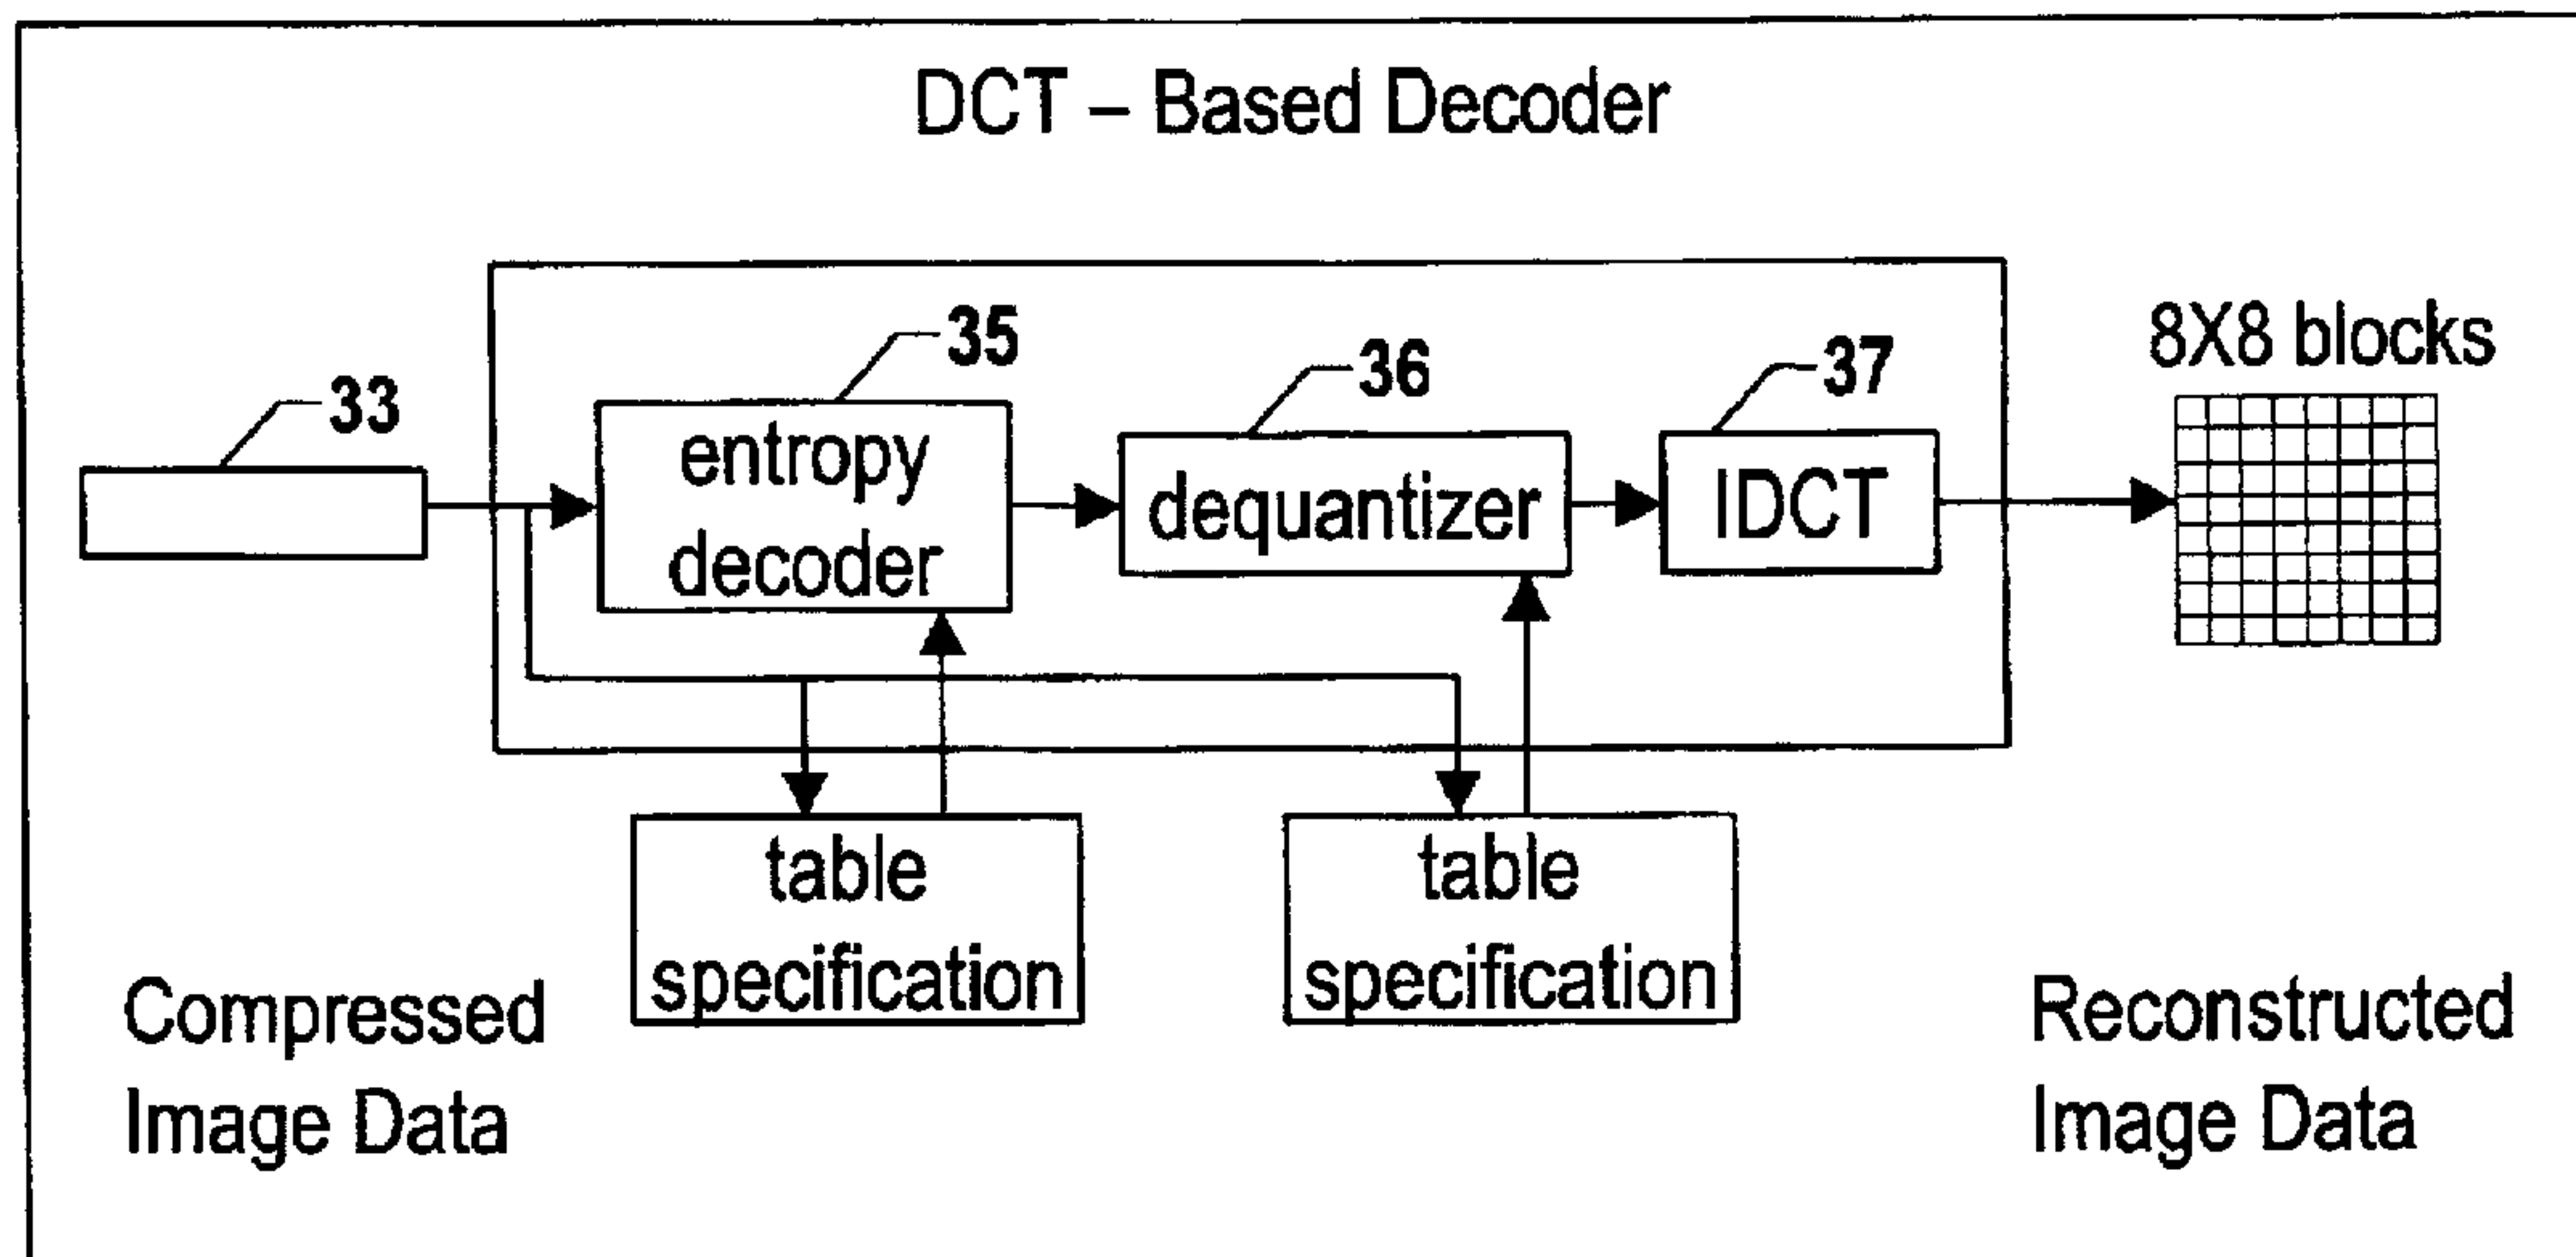 DCT – Based Decoder
33
35
36
37
8X8 blocks
entropy
decoder
dequantizer
IDCT
table
specification
table
specification
Compressed
Image Data
Reconstructed
Image Data